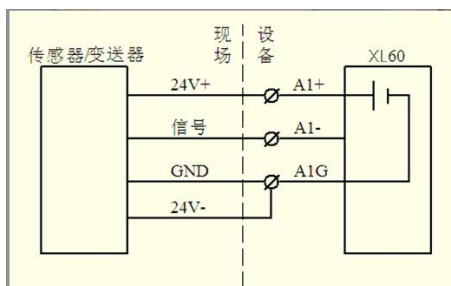 现场 设备
传感器/变送器 XL60
24V+ A1+
信号 A1-
GND A1G
24V-